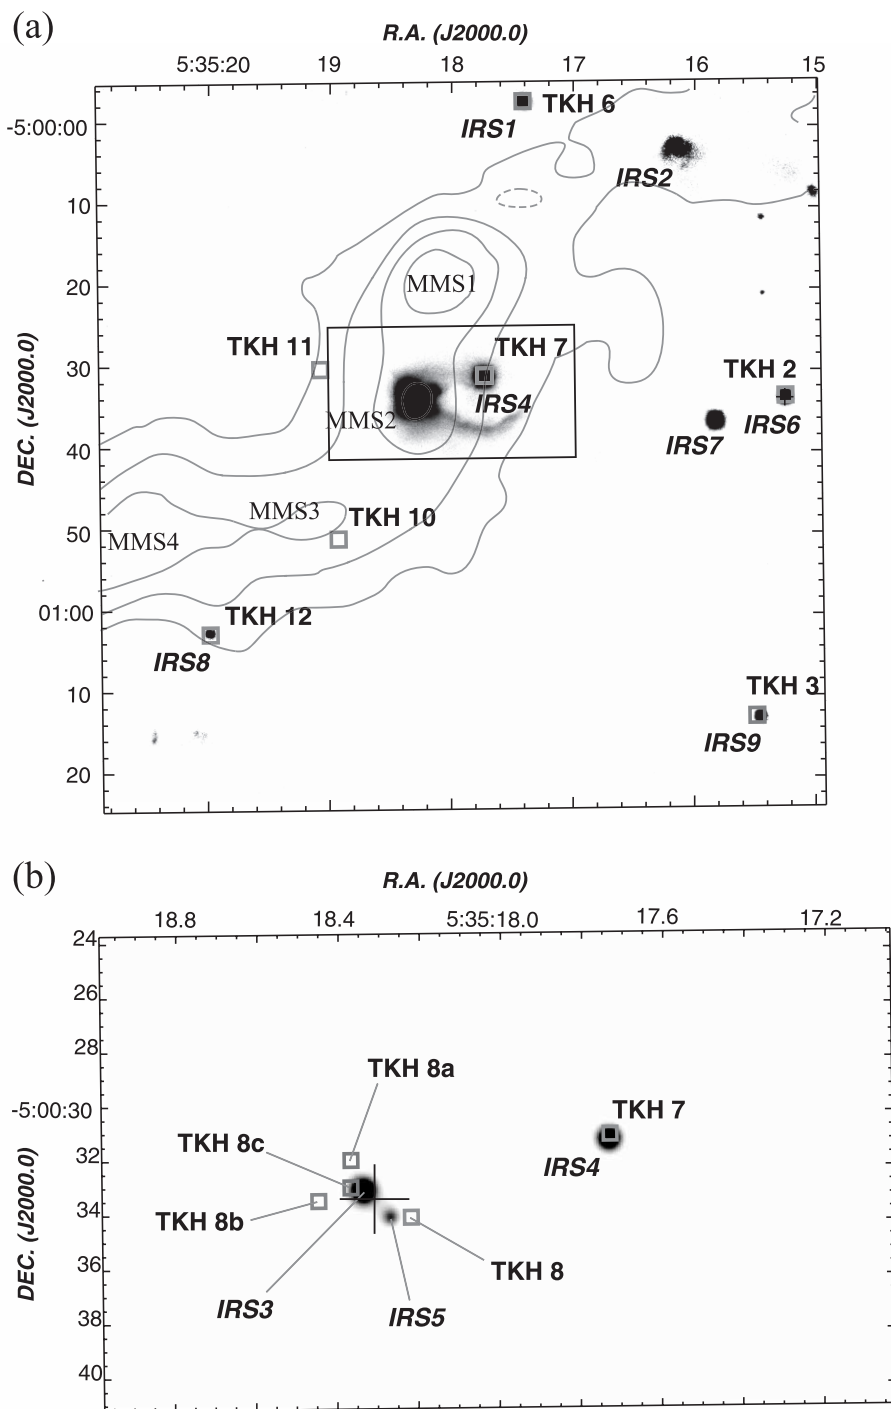 (a)
R.A. (J2000.0)
5:35:20 19 18 17 16 15
-5:00:00
TKH 6
IRS1
IRS2
10
20
MMS1
DEC. (J2000.0)
TKH 11
30
TKH 7
TKH 2
MMS2
IRS4
IRS7
IRS6
40
MMS3
TKH 10
50
MMS4
01:00
TKH 12
IRS8
10
TKH 3
IRS9
20
(b)
R.A. (J2000.0)
18.8 18.4 5:35:18.0 17.6 17.2
24
26
28
TKH 8a
-5:00:30
TKH 7
TKH 8c
32
IRS4
34
TKH 8b
DEC. (J2000.0)
36
TKH 8
IRS3
IRS5
38
40